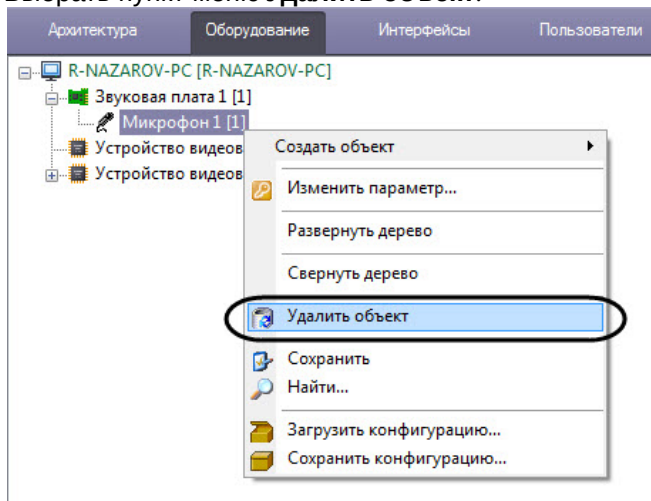 Выбрать пункт меню Удалить объект.
Архитектура Оборудование Интерфейсы Пользователи
R-NAZAROV-PC [R-NAZAROV-PC]
Звуковая плата 1 [1]
Микрофон 1 [1]
Устройство видеов
Устройство видеов
Создать объект
Изменить параметр...
Развернуть дерево
Свернуть дерево
Удалить объект
Сохранить
Найти...
Загрузить конфигурацию...
Сохранить конфигурацию...